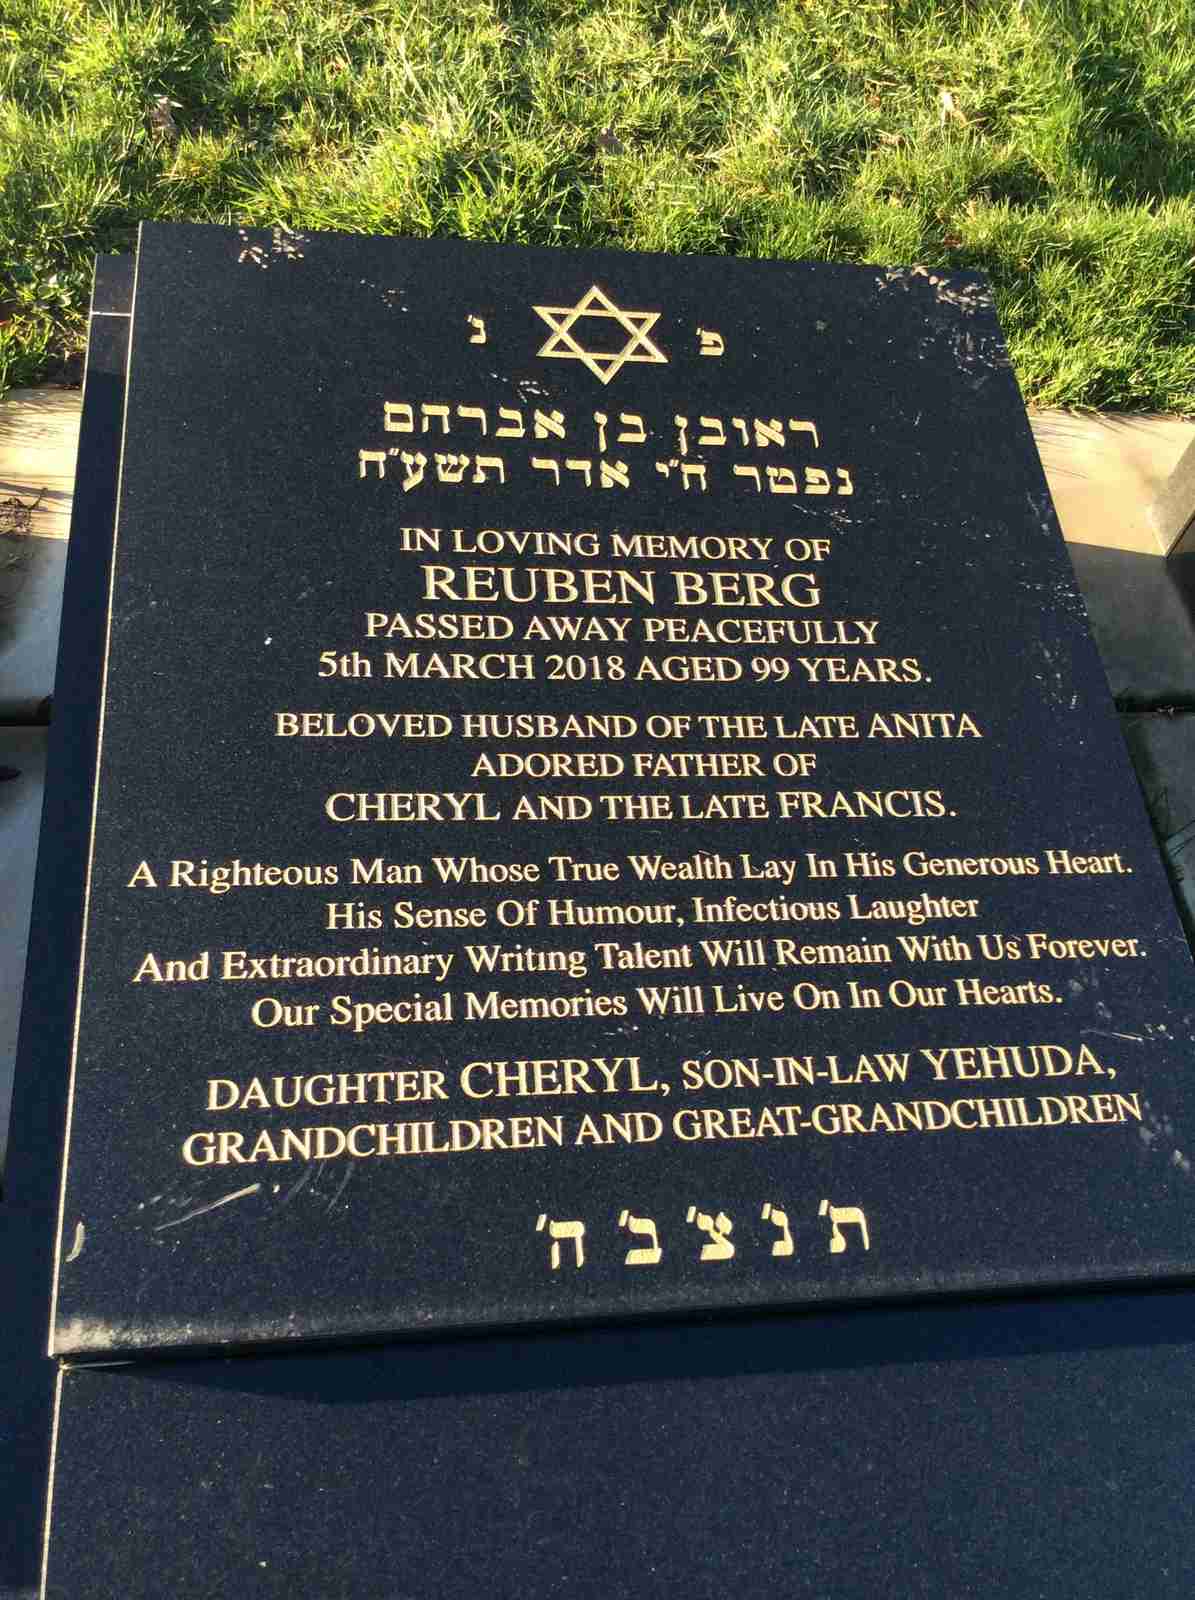 פ' נ'
ראובן בן אברהם
נפטר ח"י אדר תשע"ח
IN LOVING MEMORY OF
REUBEN BERG
PASSED AWAY PEACEFULLY
5th MARCH 2018 AGED 99 YEARS.
BELOVED HUSBAND OF THE LATE ANITA
ADORED FATHER OF
CHERYL AND THE LATE FRANCIS.
A Righteous Man Whose True Wealth Lay In His Generous Heart.
His Sense Of Humour, Infectious Laughter
And Extraordinary Writing Talent Will Remain With Us Forever.
Our Special Memories Will Live On In Our Hearts.
DAUGHTER CHERYL, SON-IN-LAW YEHUDA,
GRANDCHILDREN AND GREAT-GRANDCHILDREN
ת' נ' צ' ב' ה'